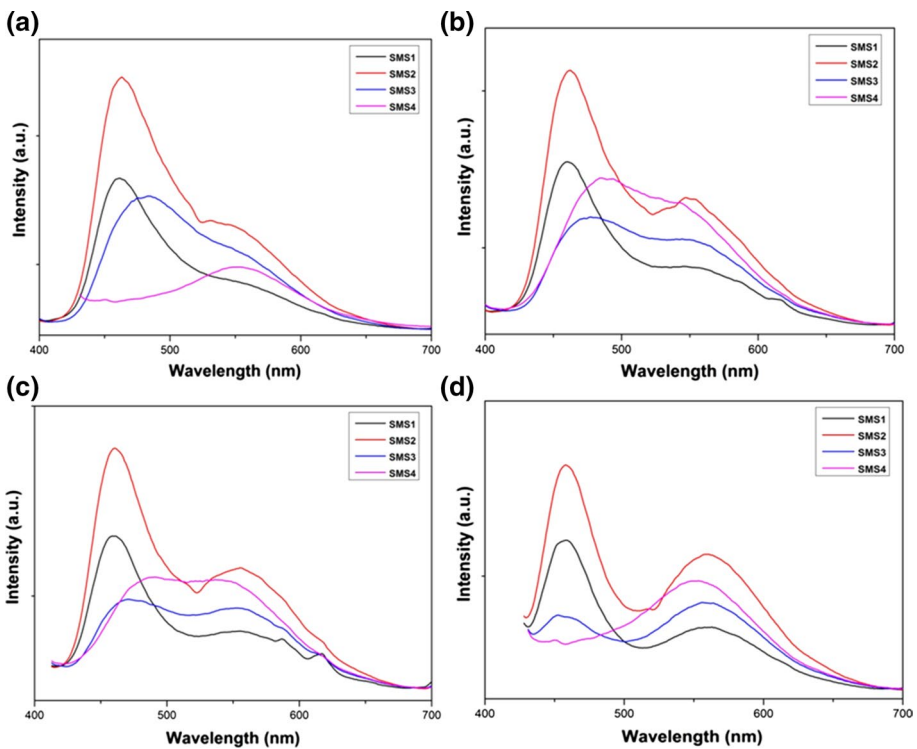 (a)
SMS1
SMS2
SMS3
SMS4
Intensity (a.u.)
400 500 600 700
Wavelength (nm)
(b)
SMS1
SMS2
SMS3
SMS4
Intensity (a.u.)
400 500 600 700
Wavelength (nm)
(c)
SMS1
SMS2
SMS3
SMS4
Intensity (a.u.)
400 500 600 700
Wavelength (nm)
(d)
SMS1
SMS2
SMS3
SMS4
Intensity (a.u.)
400 500 600 700
Wavelength (nm)